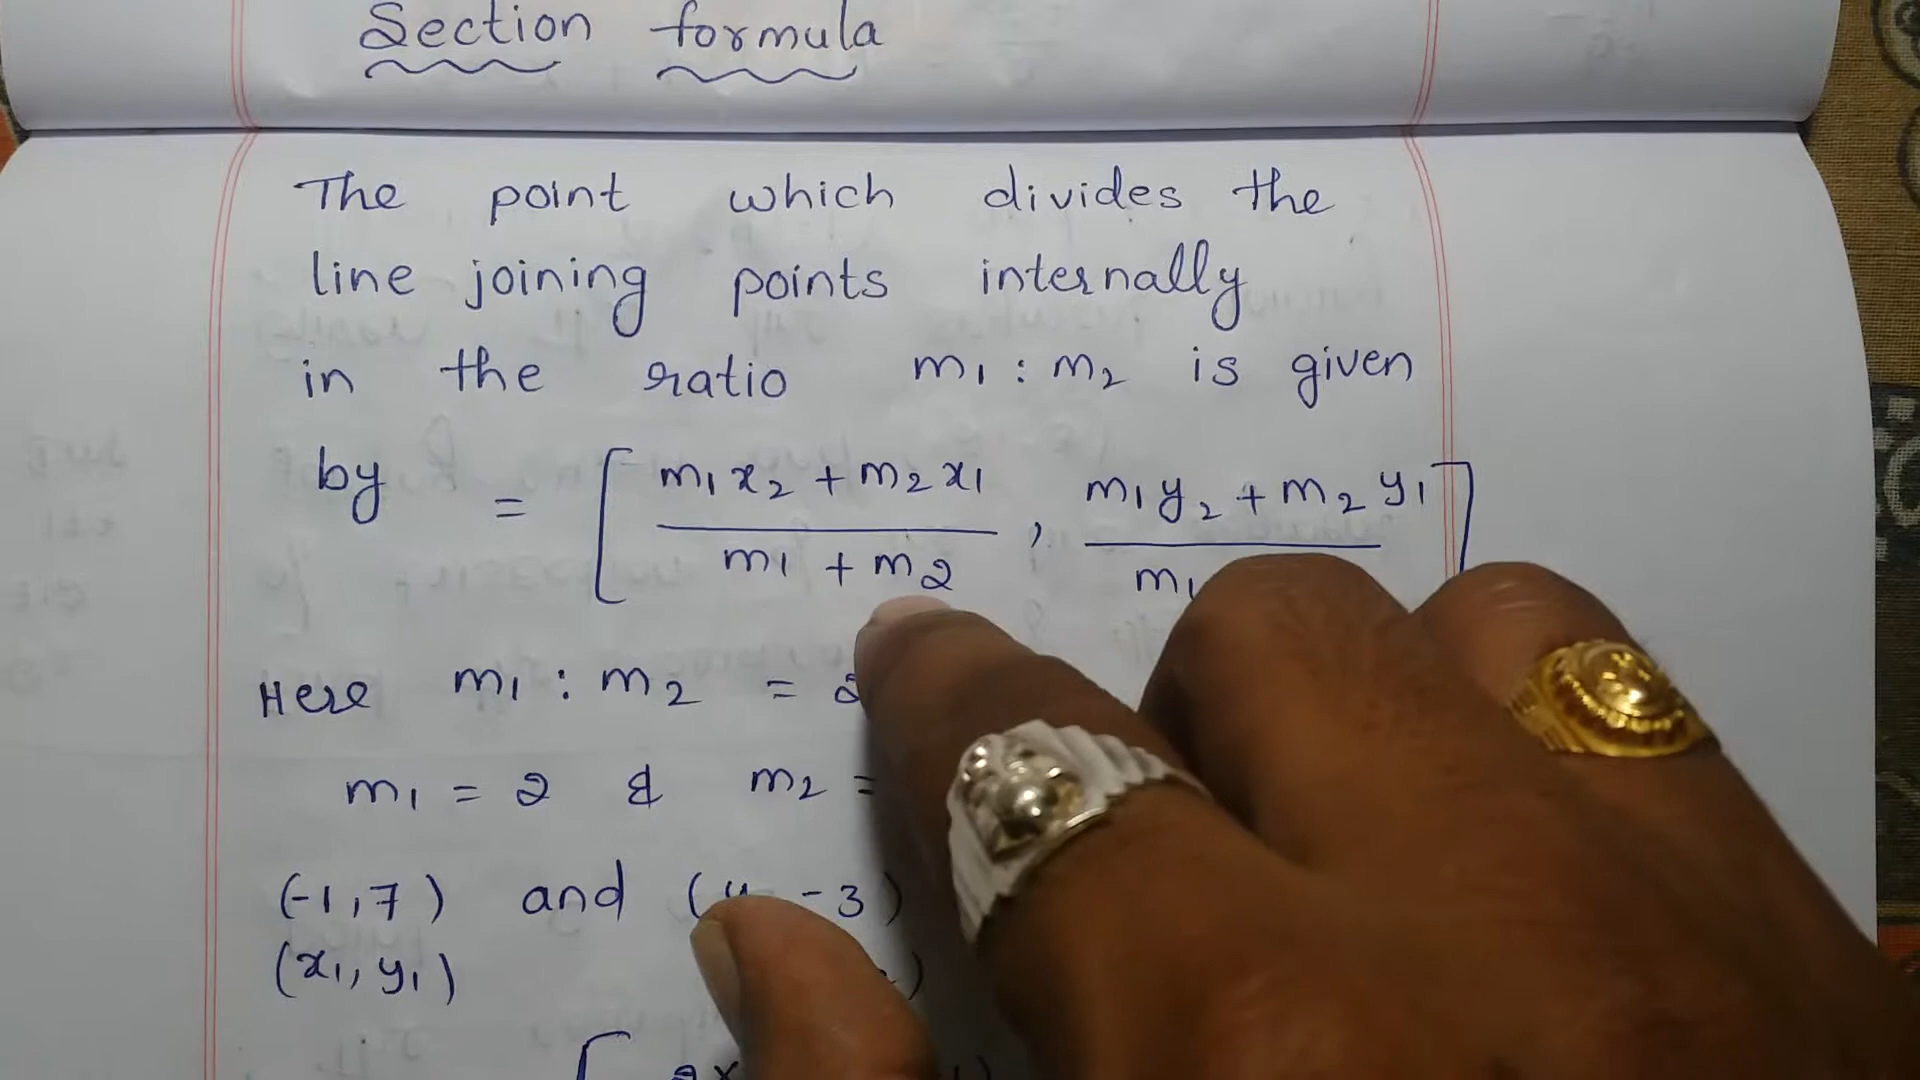 Section formula
The point which divides the
line joining points internally
in the ratio m1 : m2 is given
by = [ m1x2 + m2x1 / m1 + m2 , m1y2 + m2y1 / m1 ]
Here m1 : m2 = 2
m1 = 2 & m2 =
(-1,7) and ( -3)
(x1, y1) )
[ 2x